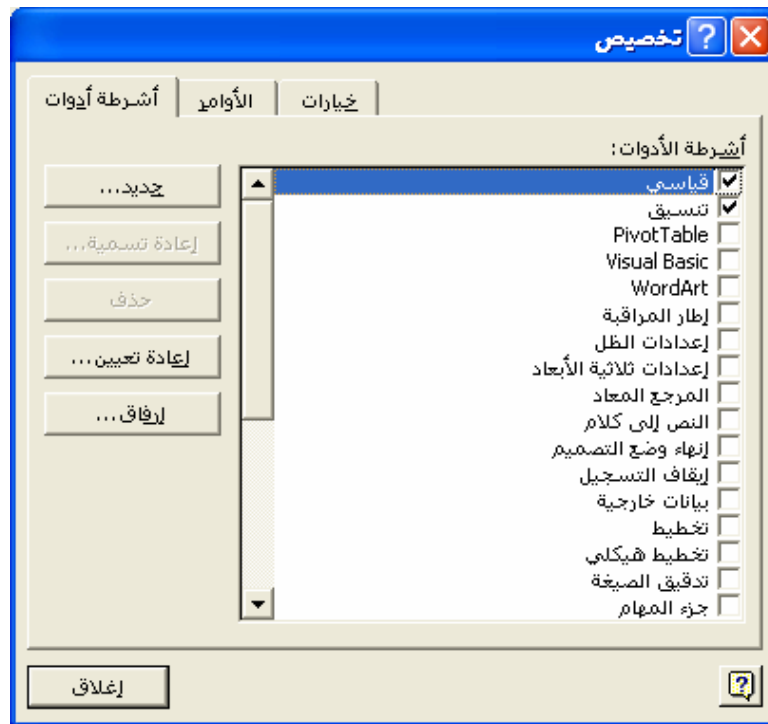 تخصيص
أشرطة أدوات
الأوامر
خيارات
أشرطة الأدوات:
قياسي
تنسيق
PivotTable
Visual Basic
WordArt
إطار المراقبة
إعدادات الظل
إعدادات ثلاثية الأبعاد
المرجع المعاد
النص إلى كلام
إنهاء وضع التصميم
إيقاف التسجيل
بيانات خارجية
تخطيط
تخطيط هيكلي
تدقيق الصيغة
جزء المهام
جديد...
إعادة تسمية...
حذف
إعادة تعيين...
إرفاق...
إغلاق